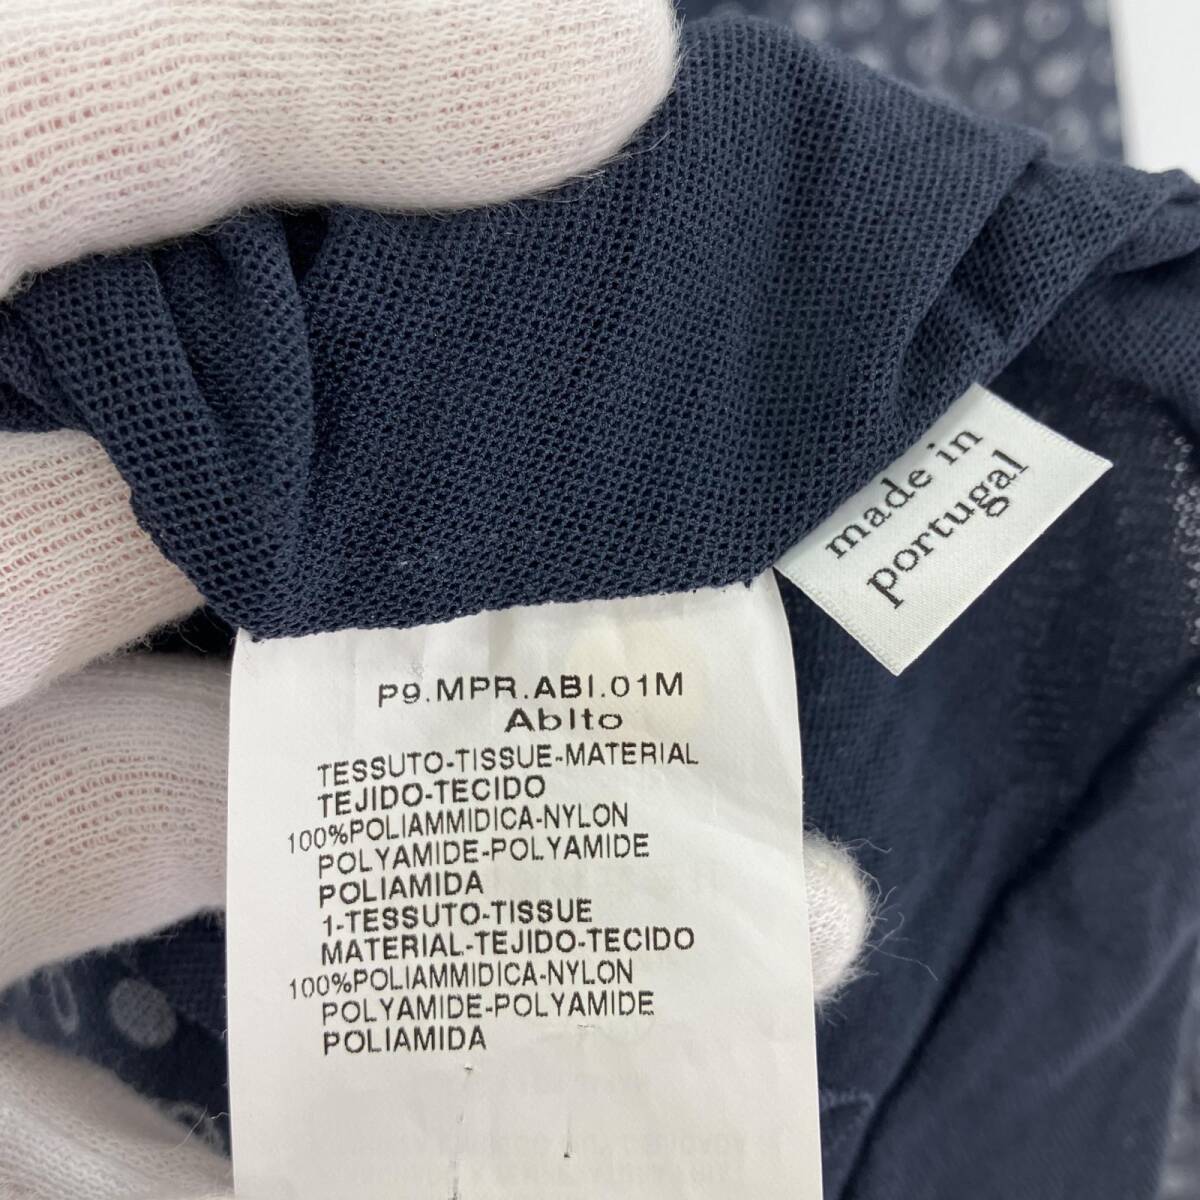 made in
portugal
P9.MPR.ABI.01M
Abito
TESSUTO-TISSUE-MATERIAL
TEJIDO-TECIDO
100%POLIAMMIDICA-NYLON
POLYAMIDE-POLYAMIDE
POLIAMIDA
1-TESSUTO-TISSUE
MATERIAL-TEJIDO-TECIDO
100%POLIAMMIDICA-NYLON
POLYAMIDE-POLYAMIDE
POLIAMIDA